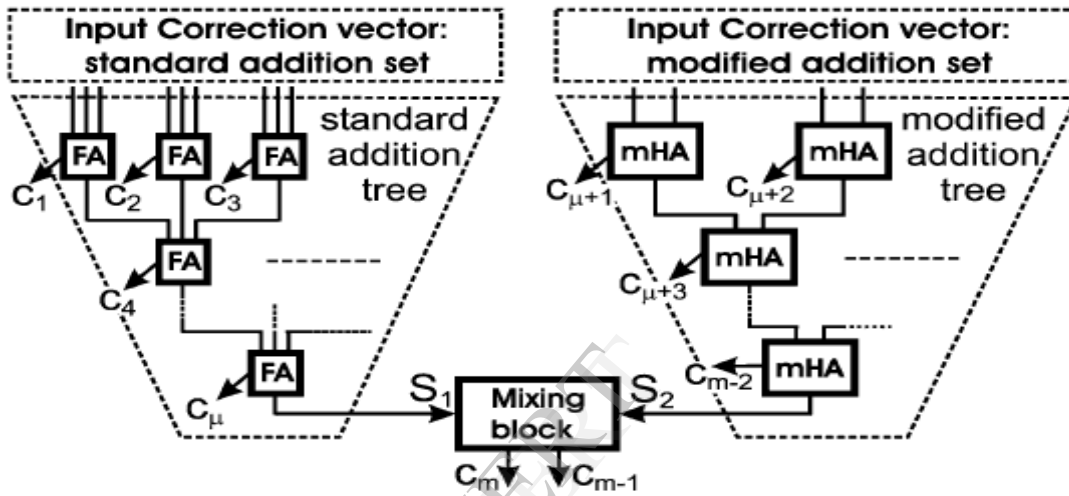 Input Correction vector:
standard addition set
Input Correction vector:
modified addition set
standard
addition
tree
modified
addition
tree
FA
FA
FA
mHA
mHA
C1
C2
C3
Cμ+1
Cμ+2
FA
mHA
C4
Cμ+3
FA
mHA
Cμ
Cm-2
S1
Mixing
block
S2
Cm
Cm-1